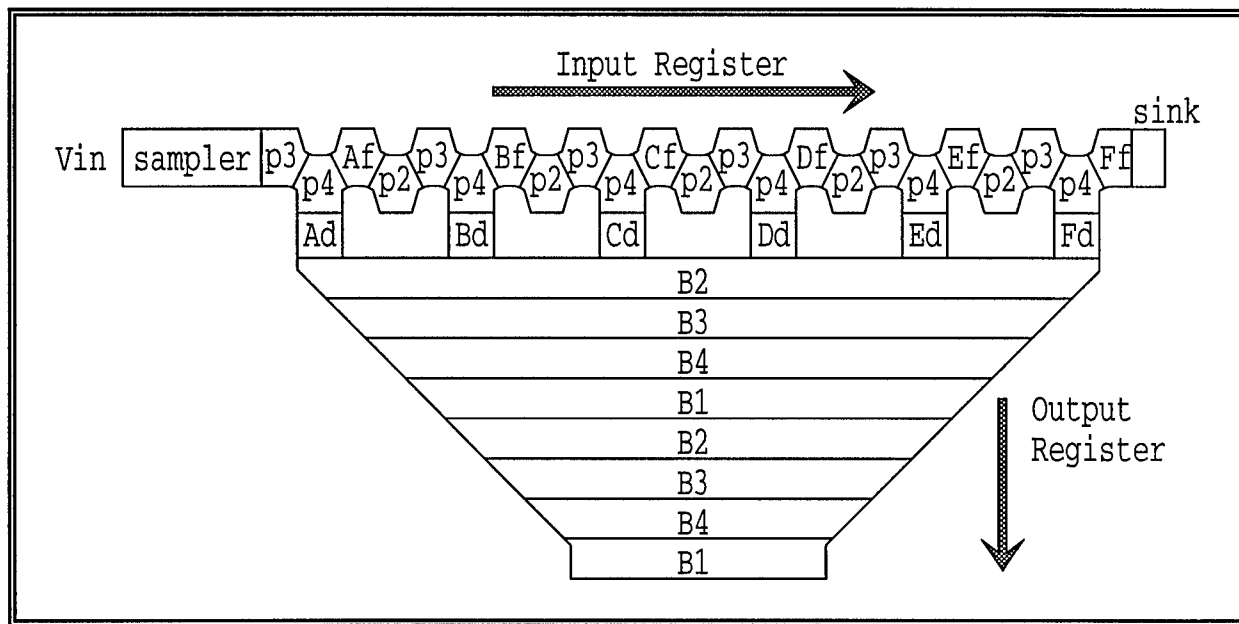 Input Register
sink
Vin sampler p3 Af p3 Bf p3 Cf p3 Df p3 Ef p3 Ff
p4 p2 p4 p2 p4 p2 p4 p2 p4 p2 p4
Ad Bd Cd Dd Ed Fd
B2
B3
B4
B1
B2
B3
B4
B1
Output
Register